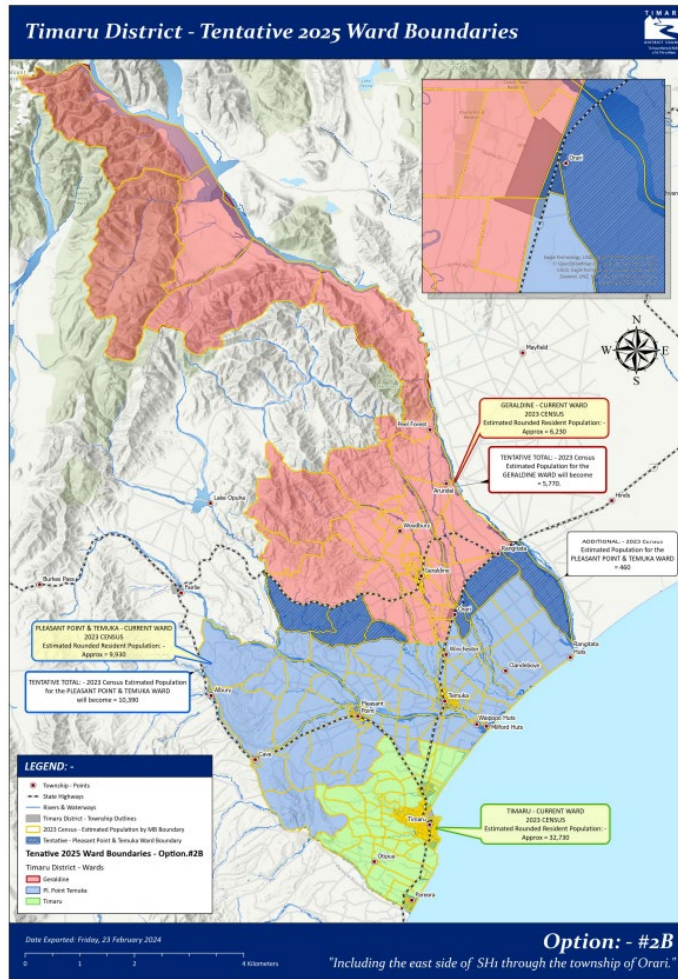 Timaru District - Tentative 2025 Ward Boundaries
TIMARU
DISTRICT COUNCIL
Orari
Mayfield
N
W
E
S
GERALDINE - CURRENT WARD
2023 CENSUS
Estimated Rounded Resident Population: -
Approx = 6,230
Peel Forest
TENTATIVE TOTAL: - 2023 Census
Estimated Population for the
GERALDINE WARD will become
= 5,770.
Arundel
Hinds
Lake Opuha
Woodbury
Rangitata
ADDITIONAL: - 2023 Census
Estimated Population for the
PLEASANT POINT & TEMUKA WARD
= 460
Burkes Pass
Fairlie
Geraldine
Orari
PLEASANT POINT & TEMUKA - CURRENT WARD
2023 CENSUS
Estimated Rounded Resident Population: -
Approx = 9,930
Winchester
Rangitata
Huts
Clandeboye
TENTATIVE TOTAL: - 2023 Census Estimated Population
for the PLEASANT POINT & TEMUKA WARD
will become = 10,390
Albury
Temuka
Pleasant
Point
Waipopo Huts
Milford Huts
Cave
LEGEND: -
Township - Points
State Highways
Rivers & Waterways
Timaru District - Township Outlines
2023 Census - Estimated Population by MB Boundary
Tentative - Pleasant Point & Temuka Ward Boundary
Tenative 2025 Ward Boundaries - Option.#2B
Timaru District - Wards
Geraldine
Pl. Point Temuka
Timaru
TIMARU - CURRENT WARD
2023 CENSUS
Estimated Rounded Resident Population: -
Approx = 32,730
Timaru
Otipua
Pareora
Date Exported: Friday, 23 February 2024
0 1 2 4 Kilometers
Option: - #2B
"Including the east side of SH1 through the township of Orari."